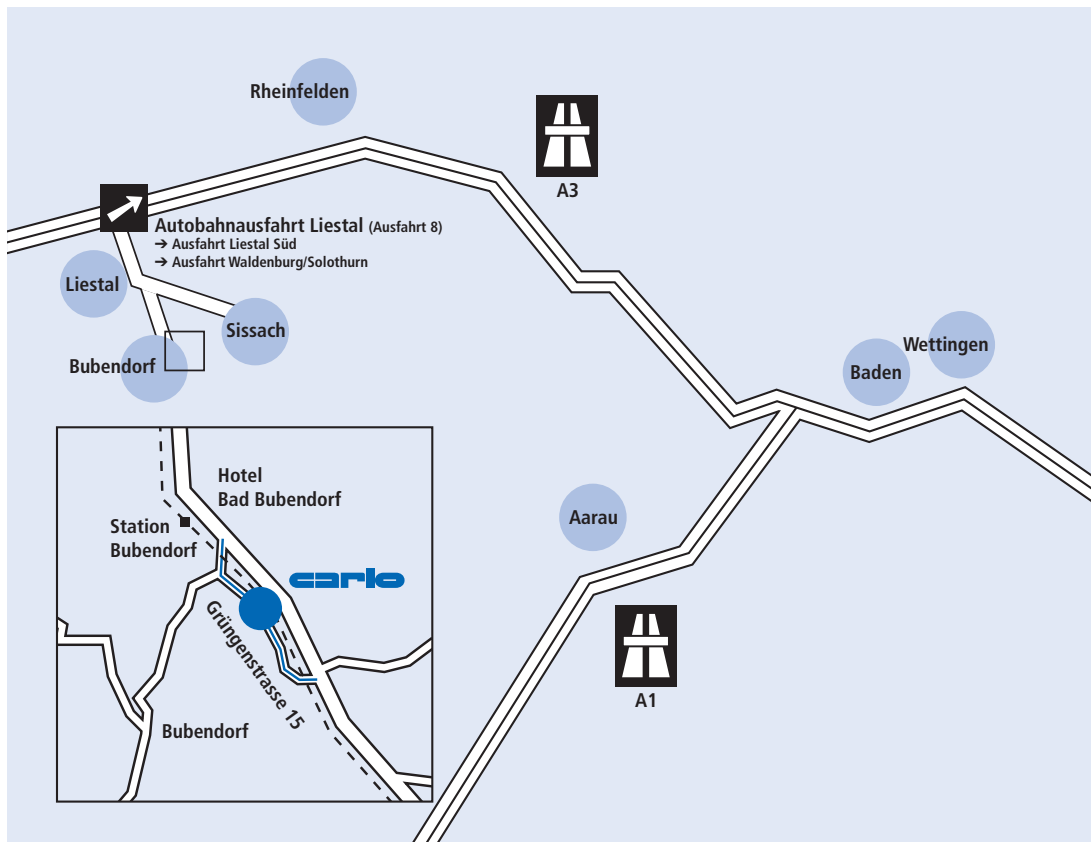 Rheinfelden
A3
Autobahnausfahrt Liestal (Ausfahrt 8)
→ Ausfahrt Liestal Süd
→ Ausfahrt Waldenburg/Solothurn
Liestal
Sissach
Bubendorf
Wettingen
Baden
Aarau
A1
Hotel
Bad Bubendorf
Station
Bubendorf
carlo
Grüngenstrasse 15
Bubendorf